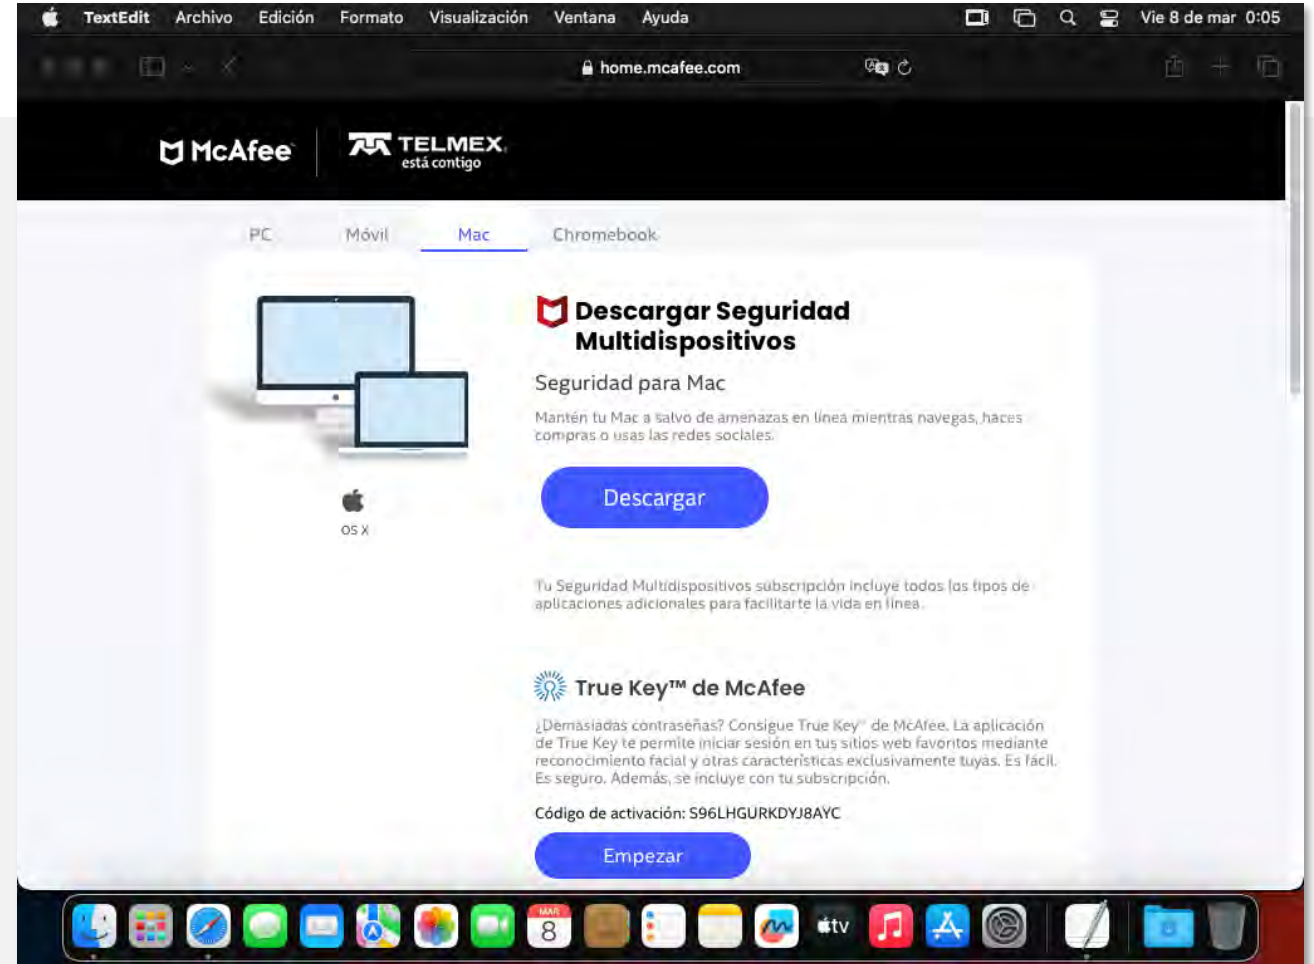 TextEdit Archivo Edición Formato Visualización Ventana Ayuda Vie 8 de mar 0:05
home.mcafee.com
McAfee TELMEX
está contigo
PC Móvil Mac Chromebook
Descargar Seguridad
Multidispositivos
Seguridad para Mac
Mantén tu Mac a salvo de amenazas en línea mientras navegas, haces
compras o usas las redes sociales.
Descargar
OS X
Tu Seguridad Multidispositivos subscripción incluye todos los tipos de
aplicaciones adicionales para facilitarte la vida en línea.
True Key™ de McAfee
¿Demasiadas contraseñas? Consigue True Key™ de McAfee. La aplicación
de True Key te permite iniciar sesión en tus sitios web favoritos mediante
reconocimiento facial y otras características exclusivamente tuyas. Es fácil.
Es seguro. Además, se incluye con tu subscripción.
Código de activación: S96LHGURKDYJ8AYC
Empezar
MAR
8
tv